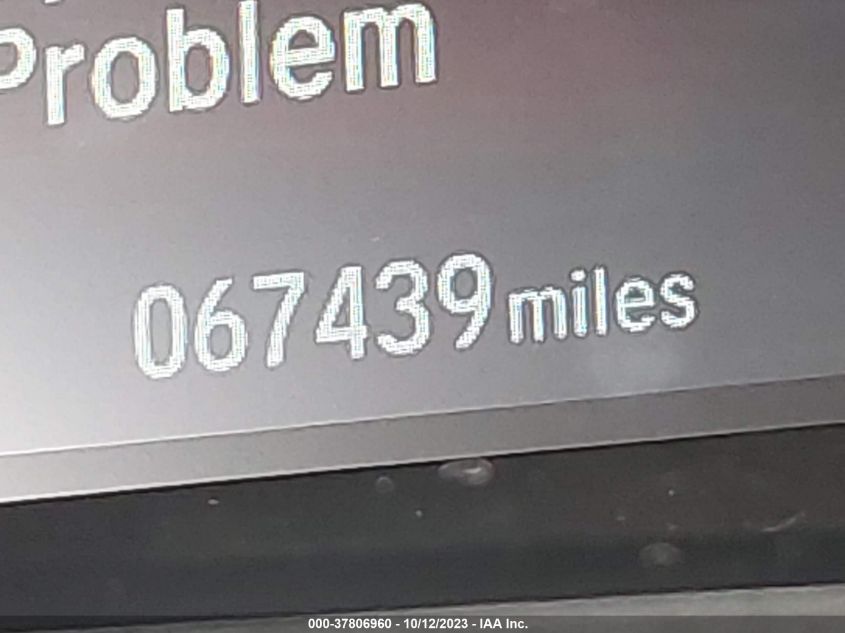 Problem
067439 miles
000-37806960 - 10/12/2023 - IAA Inc.